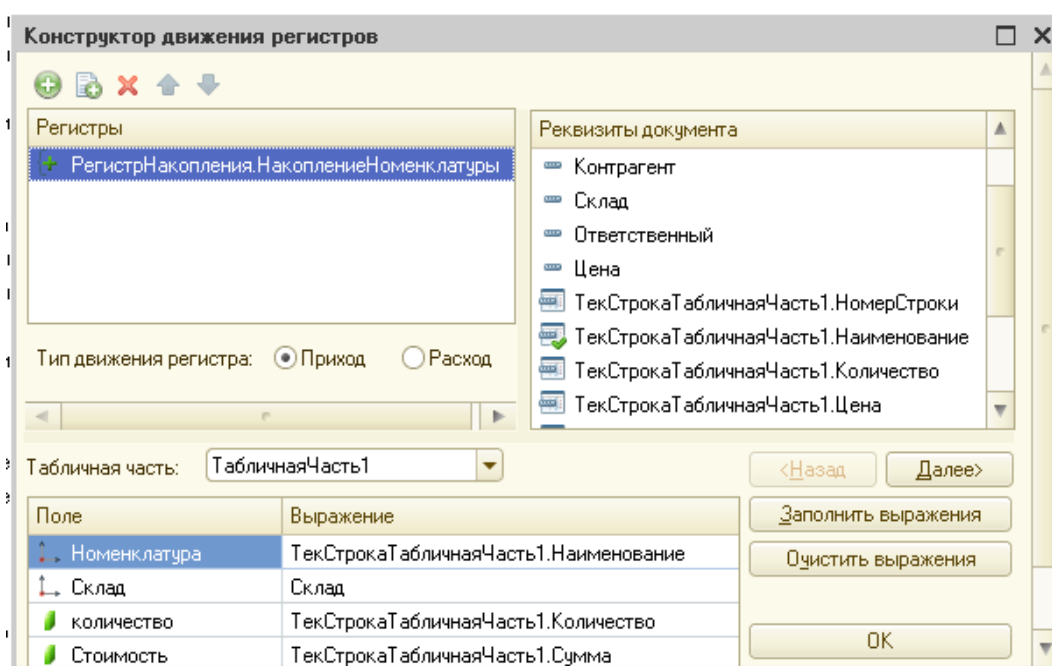 Конструктор движения регистров
Регистры
РегистрНакопления.НакоплениеНоменклатуры
Тип движения регистра: Приход Расход
Реквизиты документа
Контрагент
Склад
Ответственный
Цена
ТекСтрокаТабличнаяЧасть1.НомерСтроки
ТекСтрокаТабличнаяЧасть1.Наименование
ТекСтрокаТабличнаяЧасть1.Количество
ТекСтрокаТабличнаяЧасть1.Цена
Табличная часть: ТабличнаяЧасть1
<Назад Далее>
Поле Выражение
Номенклатура ТекСтрокаТабличнаяЧасть1.Наименование
Склад Склад
количество ТекСтрокаТабличнаяЧасть1.Количество
Стоимость ТекСтрокаТабличнаяЧасть1.Сумма
Заполнить выражения
Очистить выражения
ОК